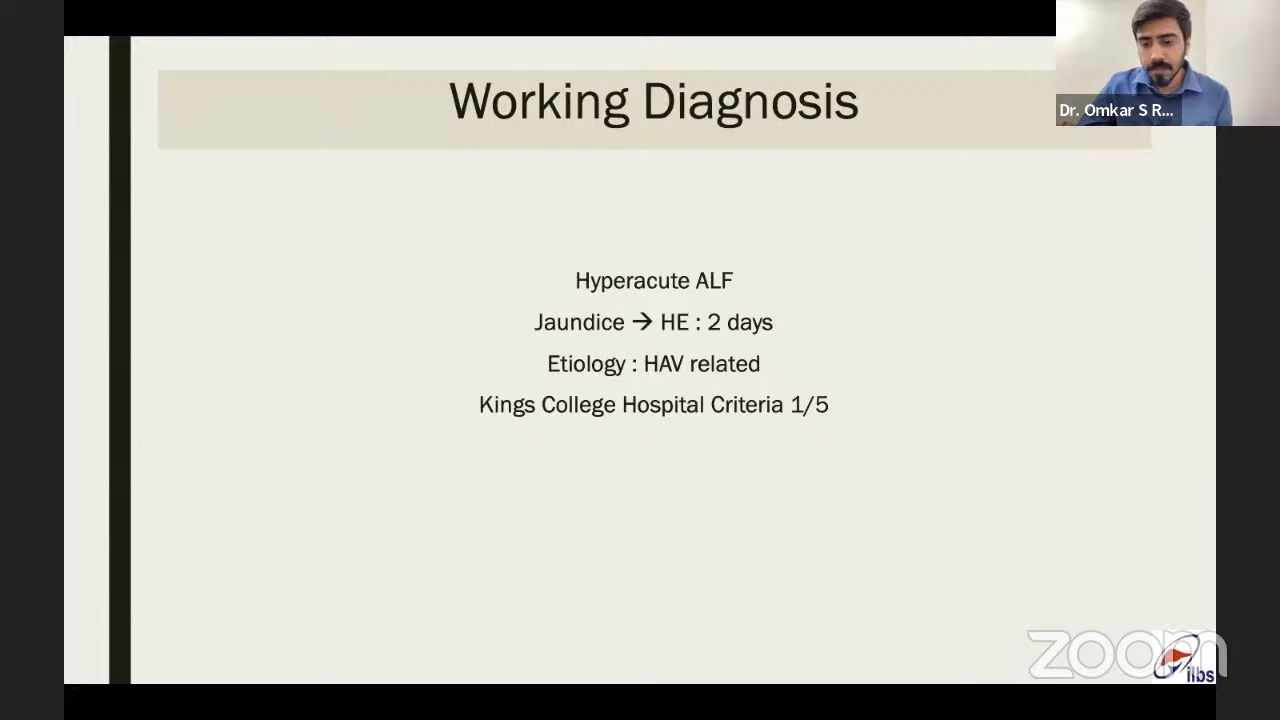 Working Diagnosis
Dr. Omkar S R...
Hyperacute ALF
Jaundice → HE : 2 days
Etiology : HAV related
Kings College Hospital Criteria 1/5
zoom
ilbs